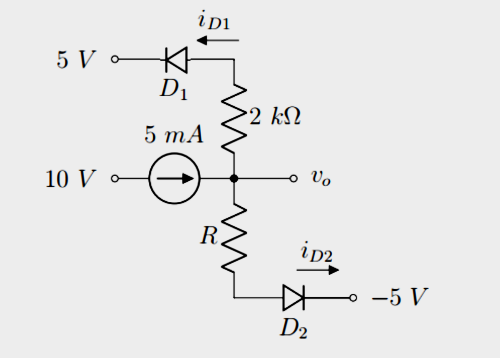 i_{D1}
5 V
D_1
2 kΩ
5 mA
10 V
v_o
R
i_{D2}
−5 V
D_2